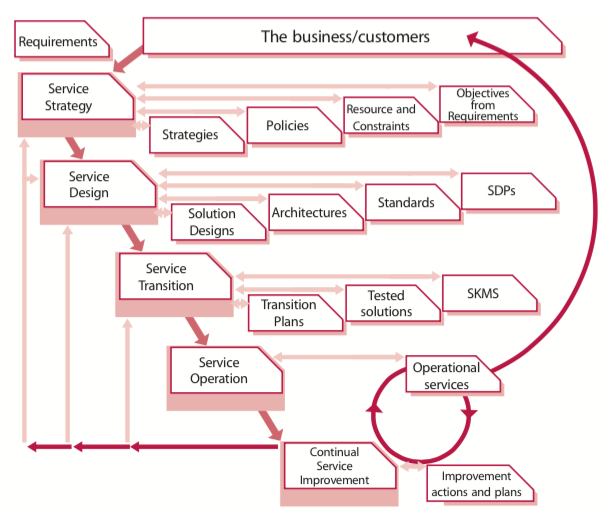 Requirements
The business/customers
Service
Strategy
Strategies
Policies
Resource and
Constraints
Objectives
from
Requirements
Service
Design
Solution
Designs
Architectures
Standards
SDPs
Service
Transition
Transition
Plans
Tested
solutions
SKMS
Service
Operation
Operational
services
Continual
Service
Improvement
Improvement
actions and plans